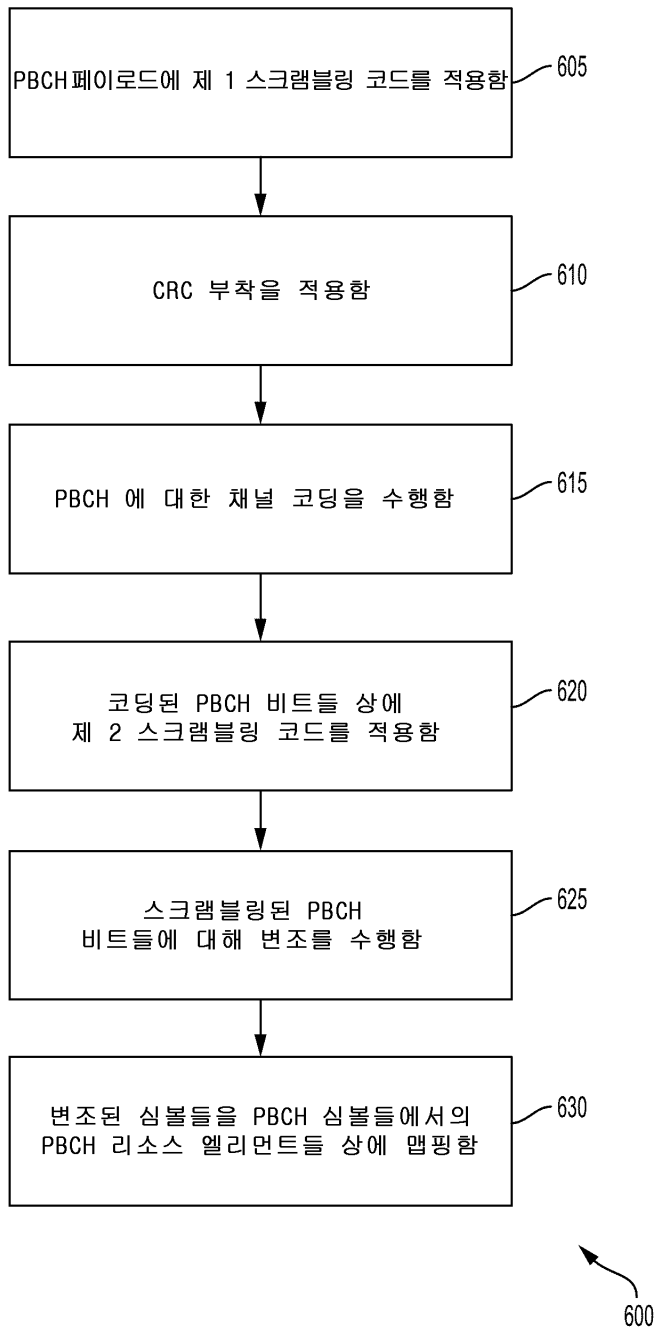 PBCH 페이로드에 제 1 스크램블링 코드를 적용함
605
CRC 부착을 적용함
610
PBCH 에 대한 채널 코딩을 수행함
615
코딩된 PBCH 비트들 상에
제 2 스크램블링 코드를 적용함
620
스크램블링된 PBCH
비트들에 대해 변조를 수행함
625
변조된 심볼들을 PBCH 심볼들에서의
PBCH 리소스 엘리먼트들 상에 맵핑함
630
600